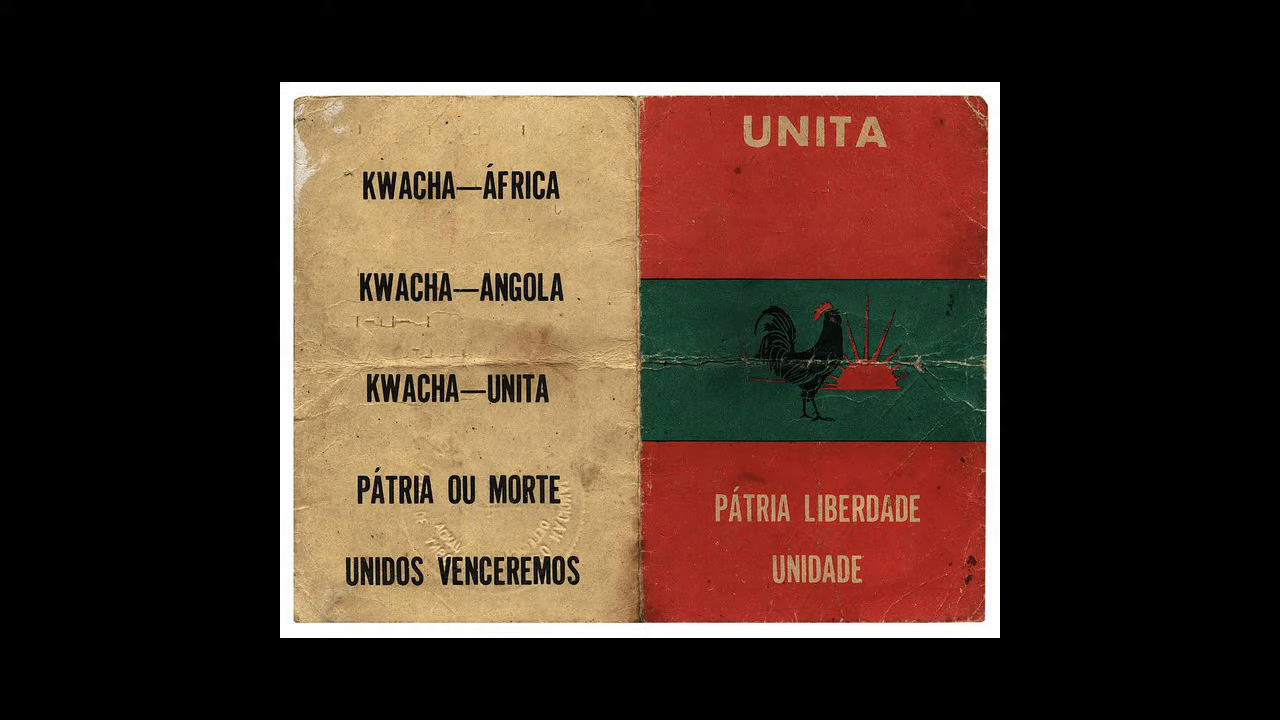 KWACHA—ÁFRICA
KWACHA—ANGOLA
KWACHA—UNITA
PÁTRIA OU MORTE
UNIDOS VENCEREMOS
UNITA
PÁTRIA LIBERDADE
UNIDADE